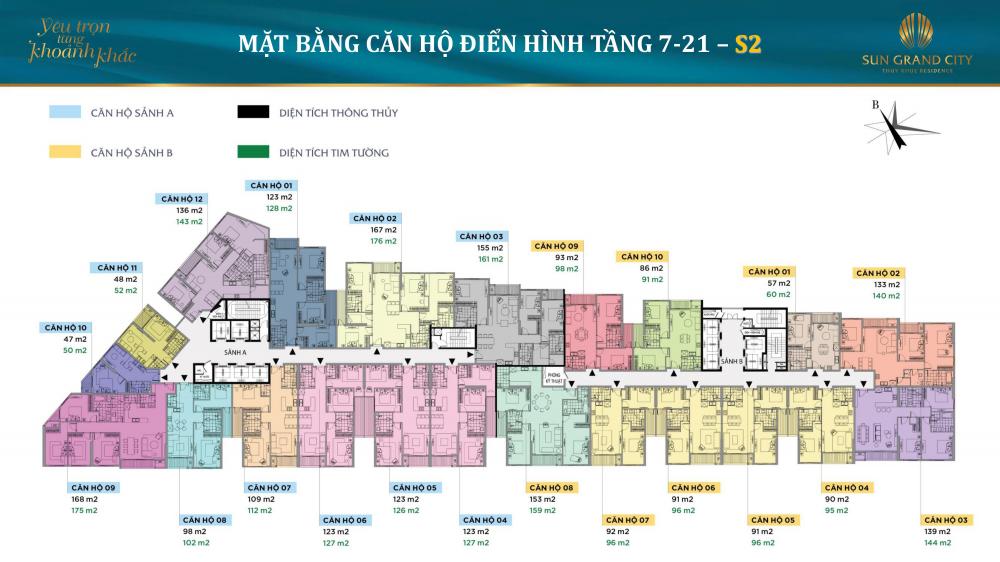 Yêu trọn
từng
khoảnh khắc
MẶT BẰNG CĂN HỘ ĐIỂN HÌNH TẦNG 7-21 – S2
SUN GRAND CITY
THUY KHUE RESIDENCE
CĂN HỘ SẢNH A
DIỆN TÍCH THÔNG THỦY
CĂN HỘ SẢNH B
DIỆN TÍCH TIM TƯỜNG
B
CĂN HỘ 12
136 m2
143 m2
CĂN HỘ 01
123 m2
128 m2
CĂN HỘ 02
167 m2
176 m2
CĂN HỘ 03
155 m2
161 m2
CĂN HỘ 09
93 m2
98 m2
CĂN HỘ 10
86 m2
91 m2
CĂN HỘ 01
57 m2
60 m2
CĂN HỘ 02
133 m2
140 m2
CĂN HỘ 11
48 m2
52 m2
CĂN HỘ 10
47 m2
50 m2
SẢNH A
SẢNH B
PHÒNG
KỸ THUẬT
CĂN HỘ 09
168 m2
175 m2
CĂN HỘ 08
98 m2
102 m2
CĂN HỘ 07
109 m2
112 m2
CĂN HỘ 06
123 m2
127 m2
CĂN HỘ 05
123 m2
126 m2
CĂN HỘ 04
123 m2
127 m2
CĂN HỘ 08
153 m2
159 m2
CĂN HỘ 07
92 m2
96 m2
CĂN HỘ 06
91 m2
96 m2
CĂN HỘ 05
91 m2
96 m2
CĂN HỘ 04
90 m2
95 m2
CĂN HỘ 03
139 m2
144 m2